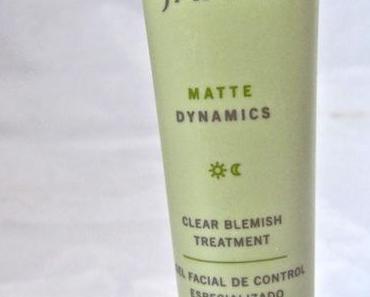 MATTE
DYNAMICS
CLEAR BLEMISH
TREATMENT
GEL FACIAL DE CONTROL
ESPECIALIZADO